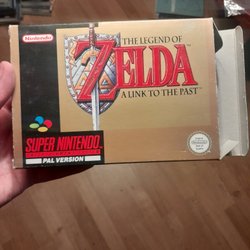 Nintendo
THE LEGEND OF
ZELDA
A LINK TO THE PAST
SUPER NINTENDO
PAL VERSION